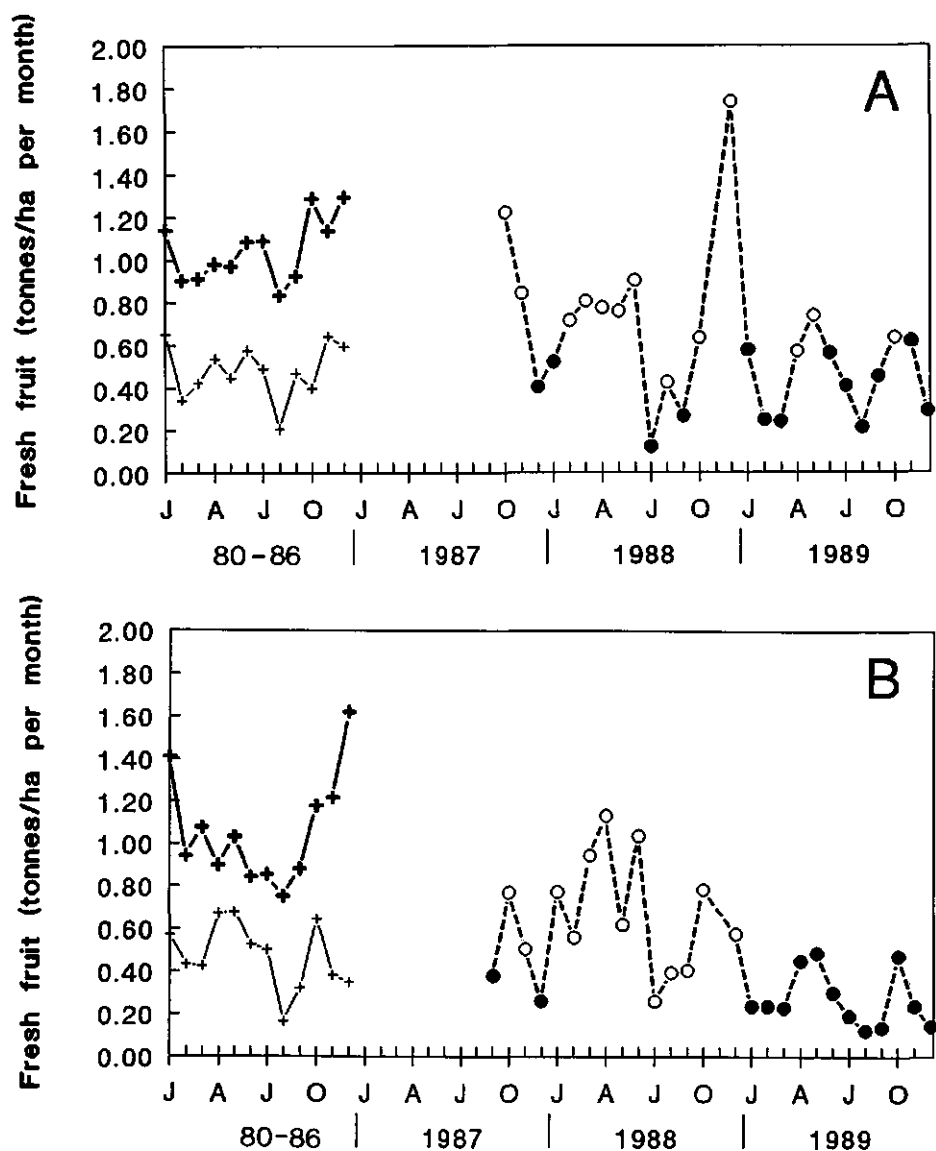 Fresh fruit (tonnes/ha per month)
2.00
1.80
1.60
1.40
1.20
1.00
0.80
0.60
0.40
0.20
0.00
A
J A J O J A J O J A J O J A J O
80-86 | 1987 | 1988 | 1989
Fresh fruit (tonnes/ha per month)
2.00
1.80
1.60
1.40
1.20
1.00
0.80
0.60
0.40
0.20
0.00
B
J A J O J A J O J A J O J A J O
80-86 | 1987 | 1988 | 1989